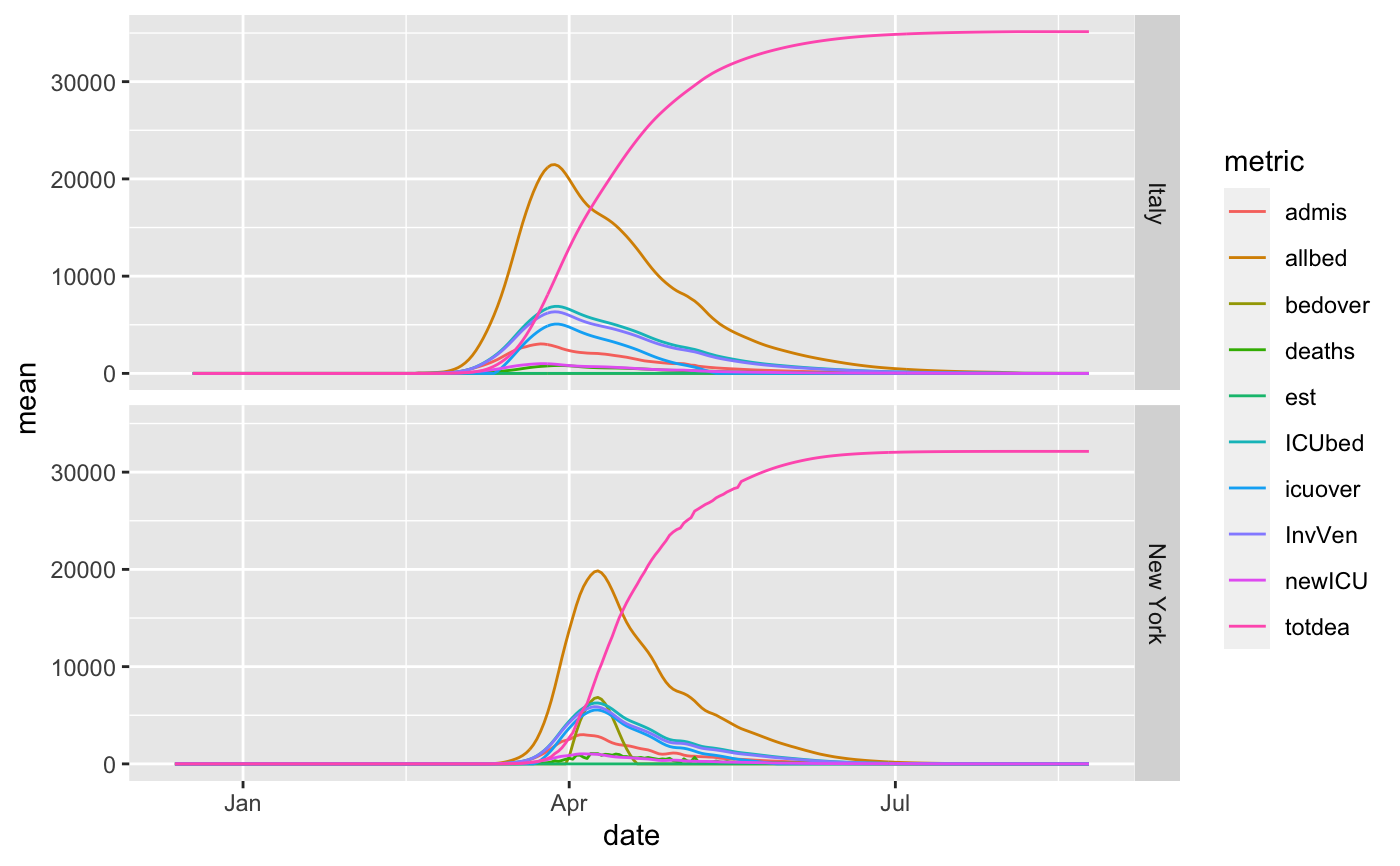 mean
30000
20000
10000
0
Italy
30000
20000
10000
0
New York
Jan
Apr
Jul
date
metric
admis
allbed
bedover
deaths
est
ICUbed
icuover
InvVen
newICU
totdea